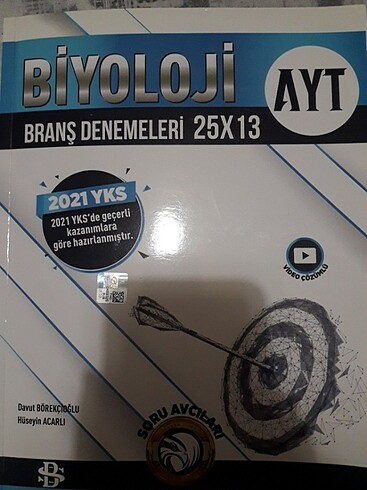 BİYOLOJİ
AYT
BRANŞ DENEMELERİ 25X13
2021 YKS
2021 YKS'de geçerli
kazanımlara
göre hazırlanmıştır.
VİDEO ÇÖZÜMLÜ
Davut BÖREKÇİOĞLU
Hüseyin ACARLI
SORU AVCILARI